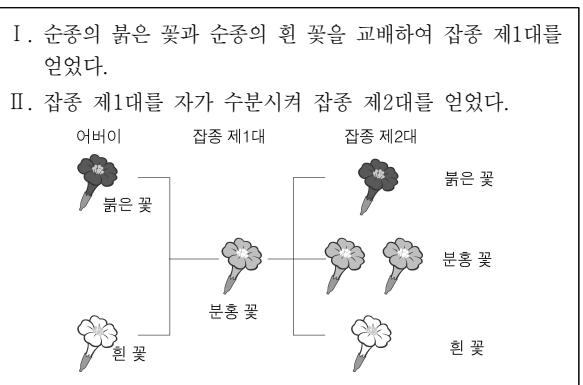 Ⅰ. 순종의 붉은 꽃과 순종의 흰 꽃을 교배하여 잡종 제1대를
얻었다.
Ⅱ. 잡종 제1대를 자가 수분시켜 잡종 제2대를 얻었다.
어버이 잡종 제1대 잡종 제2대
붉은 꽃 붉은 꽃
분홍 꽃 분홍 꽃
흰 꽃 흰 꽃